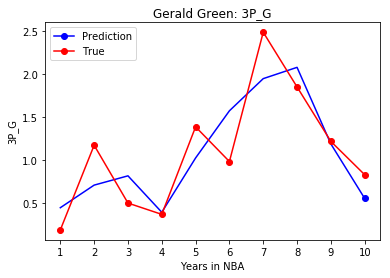 Gerald Green: 3P_G
Prediction
True
2.5
2.0
1.5
1.0
0.5
3P_G
1 2 3 4 5 6 7 8 9 10
Years in NBA